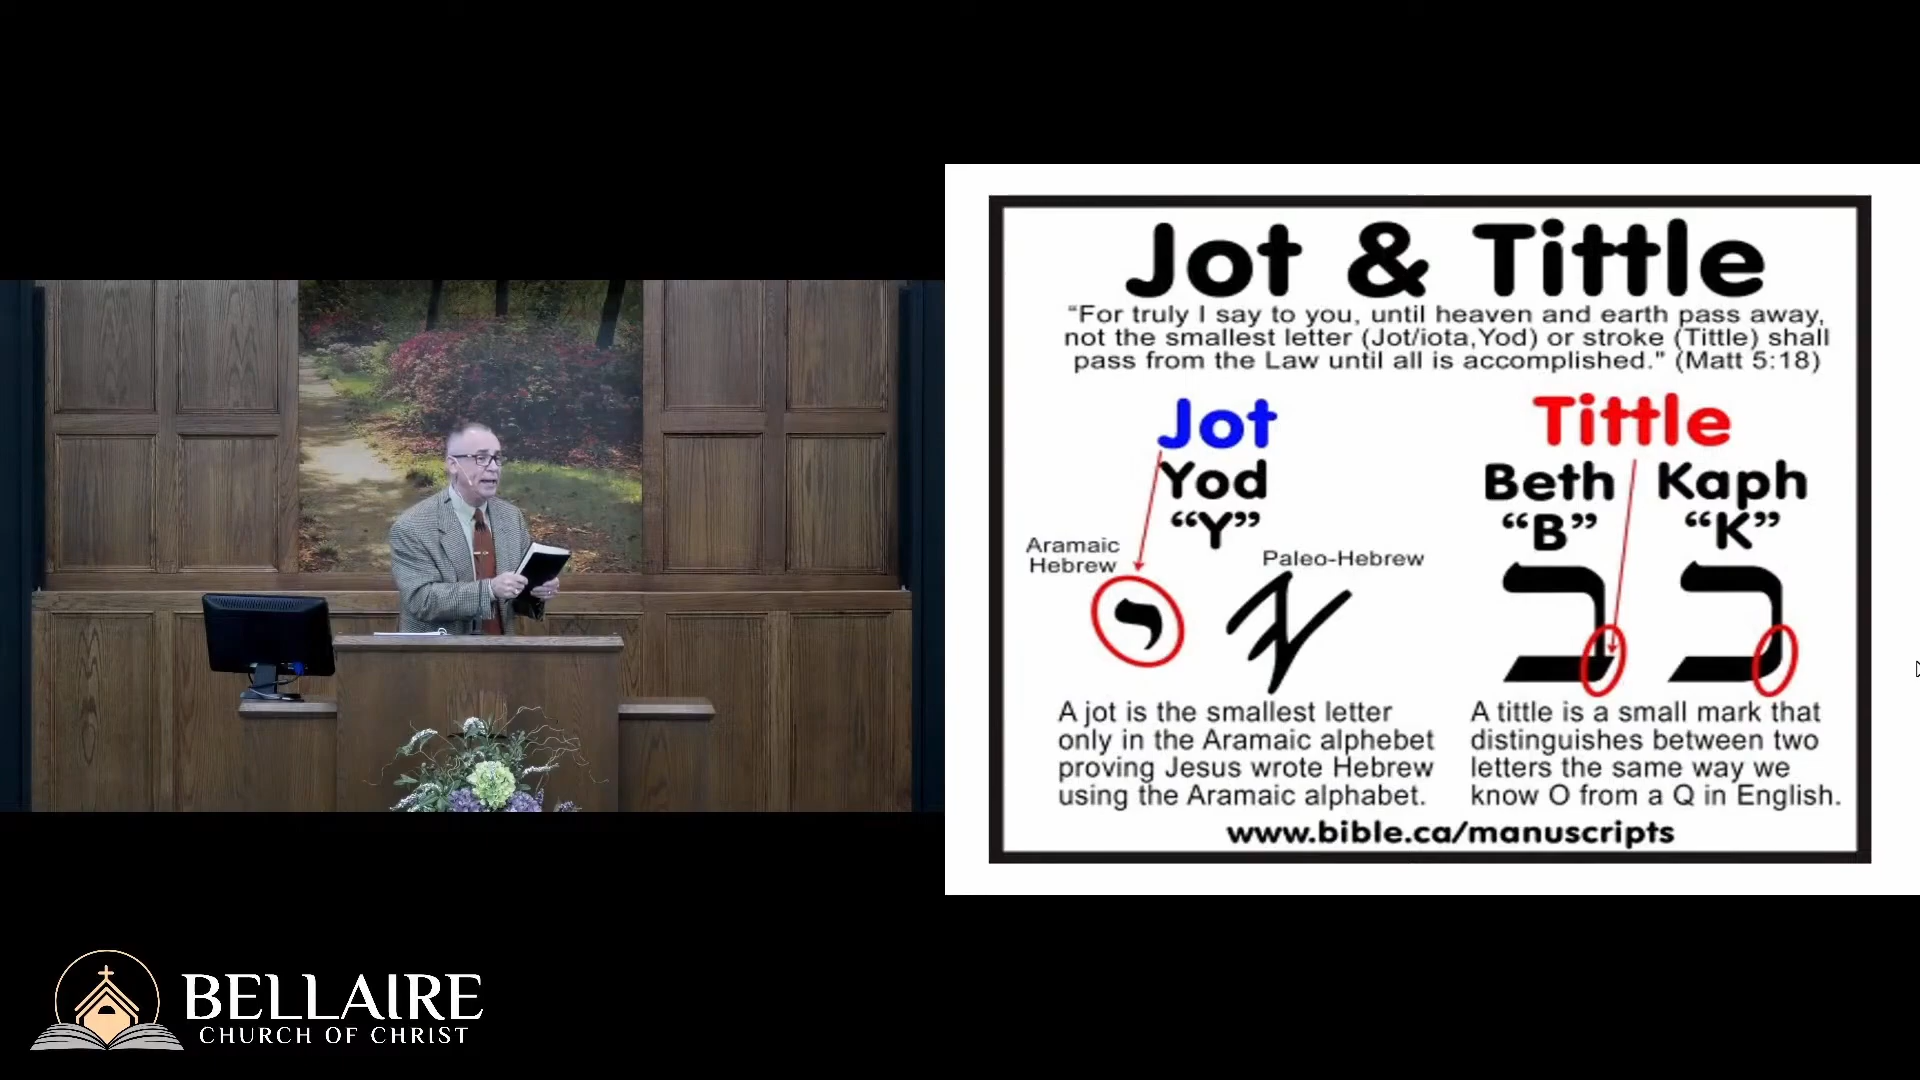 Jot & Tittle
“For truly I say to you, until heaven and earth pass away,
not the smallest letter (Jot/iota,Yod) or stroke (Tittle) shall
pass from the Law until all is accomplished." (Matt 5:18)
Jot
Yod
“Y”
Aramaic
Hebrew
Paleo-Hebrew
י
𐤉
A jot is the smallest letter
only in the Aramaic alphebet
proving Jesus wrote Hebrew
using the Aramaic alphabet.
Tittle
Beth Kaph
“B” “K”
ב כ
A tittle is a small mark that
distinguishes between two
letters the same way we
know O from a Q in English.
www.bible.ca/manuscripts
BELLAIRE
CHURCH OF CHRIST